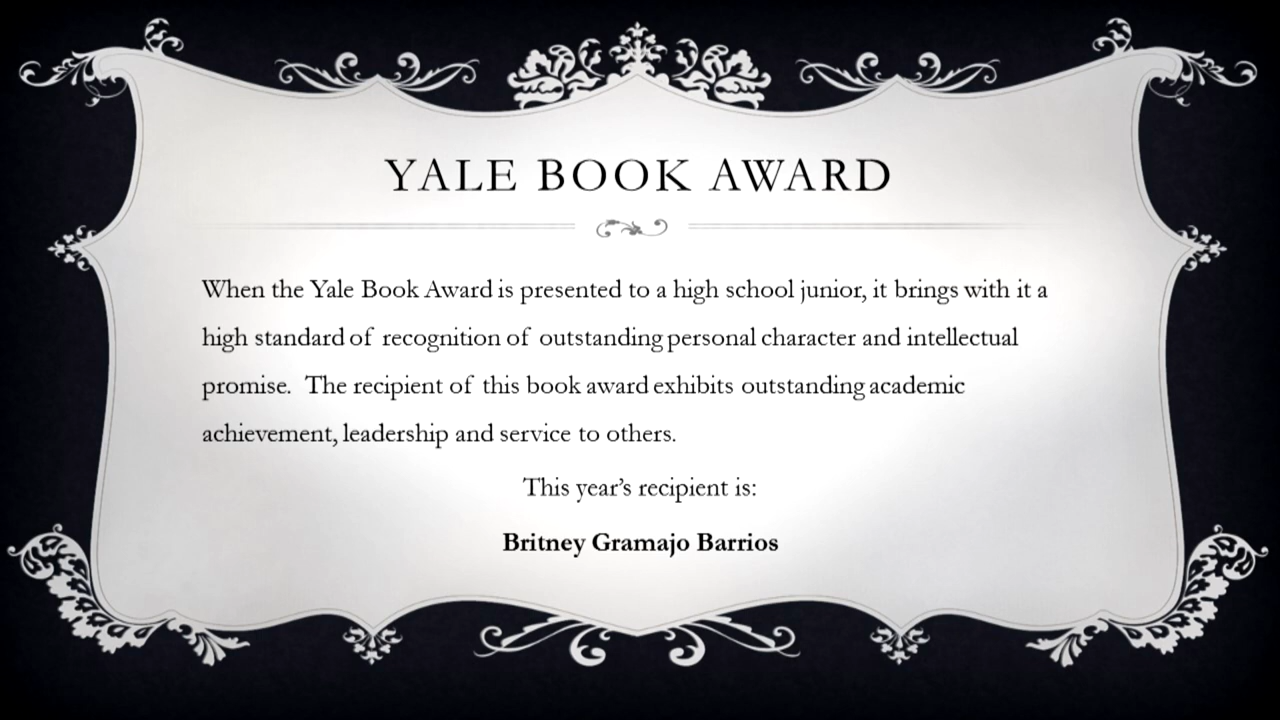 YALE BOOK AWARD
When the Yale Book Award is presented to a high school junior, it brings with it a
high standard of recognition of outstanding personal character and intellectual
promise.  The recipient of this book award exhibits outstanding academic
achievement, leadership and service to others.
This year’s recipient is:
Britney Gramajo Barrios